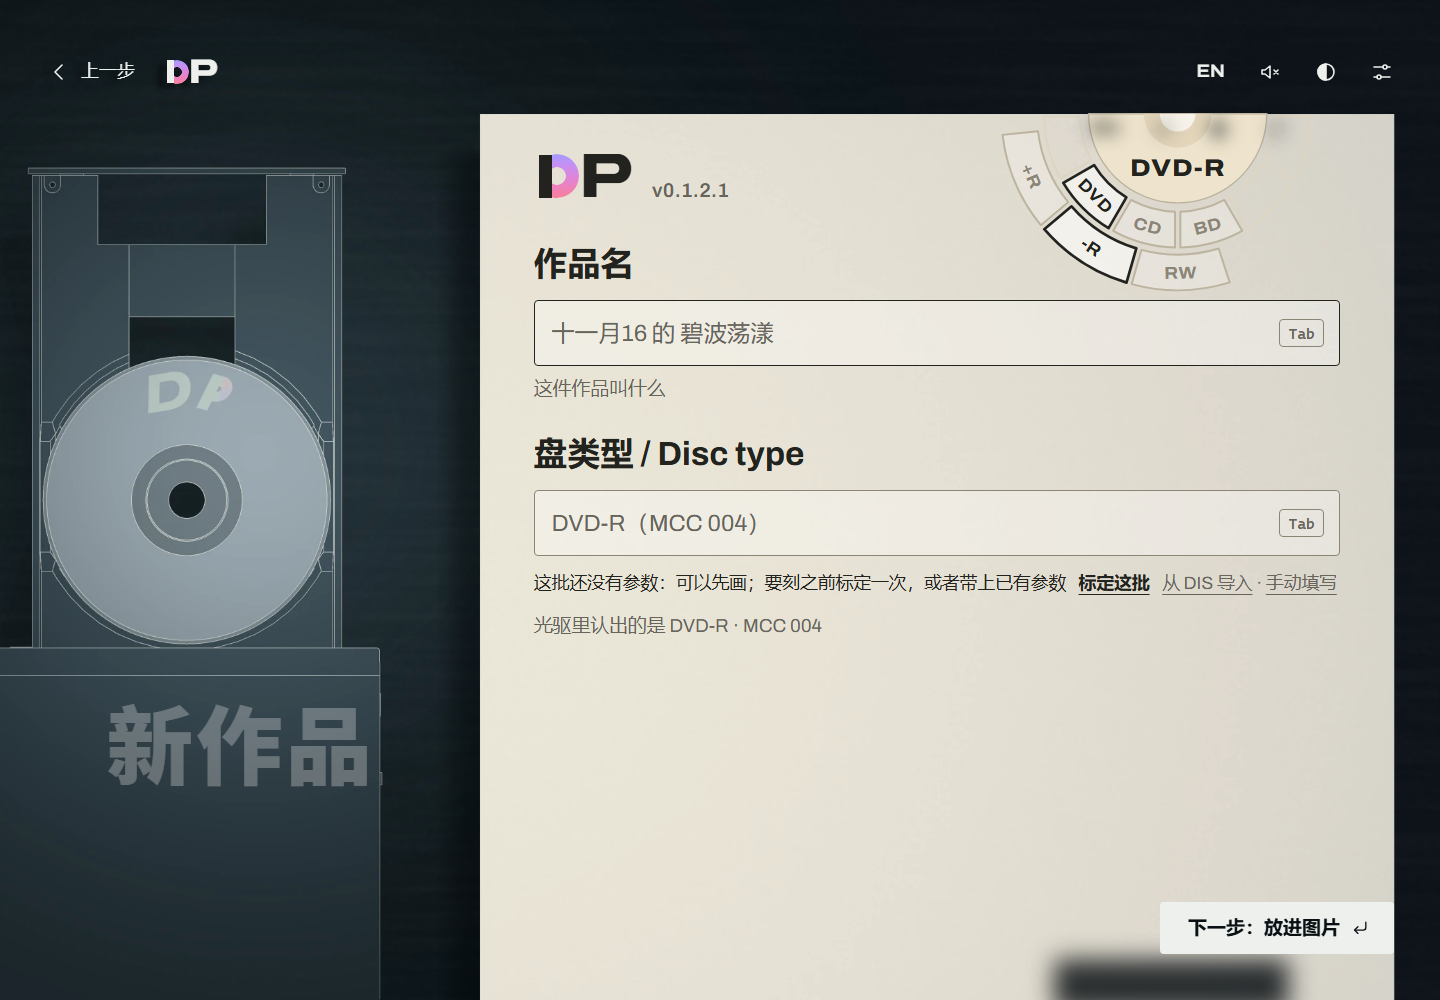 上一步
DP
EN
DP v0.1.2.1
DVD-R
+R
DVD
CD
BD
-R
RW
作品名
十一月16 的 碧波荡漾
Tab
这件作品叫什么
盘类型 / Disc type
DVD-R（MCC 004）
Tab
这批还没有参数：可以先画；要刻之前标定一次，或者带上已有参数 标定这批 从 DIS 导入 · 手动填写
光驱里认出的是 DVD-R · MCC 004
DP
新作品
下一步：放进图片